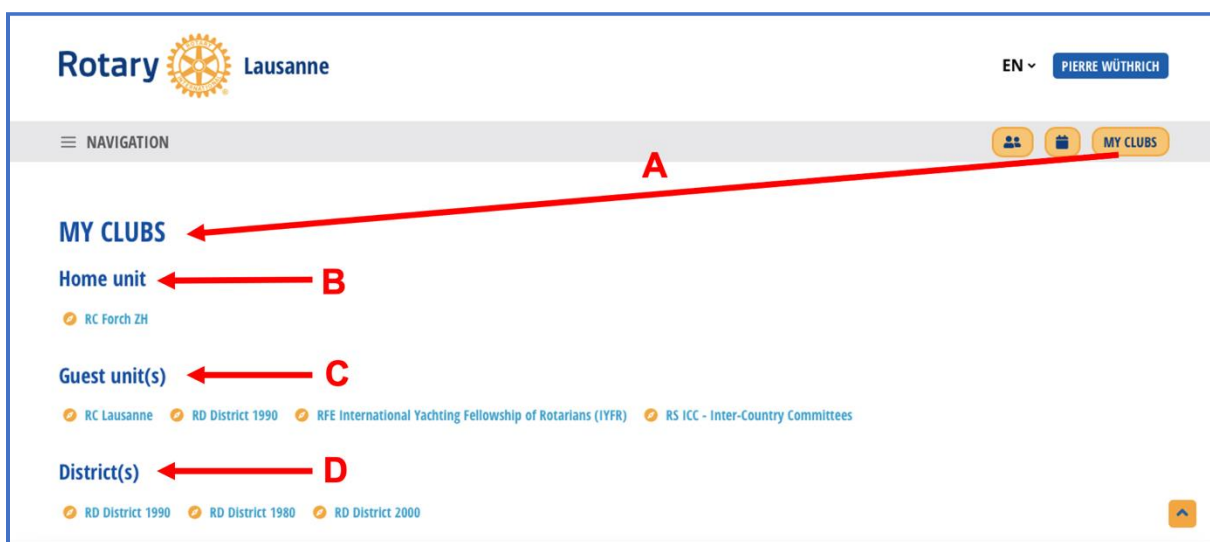 Rotary Lausanne
EN PIERRE WÜTHRICH
NAVIGATION MY CLUBS
A
MY CLUBS
Home unit B
RC Forch ZH
Guest unit(s) C
RC Lausanne RD District 1990 RFE International Yachting Fellowship of Rotarians (IYFR) RS ICC - Inter-Country Committees
District(s) D
RD District 1990 RD District 1980 RD District 2000